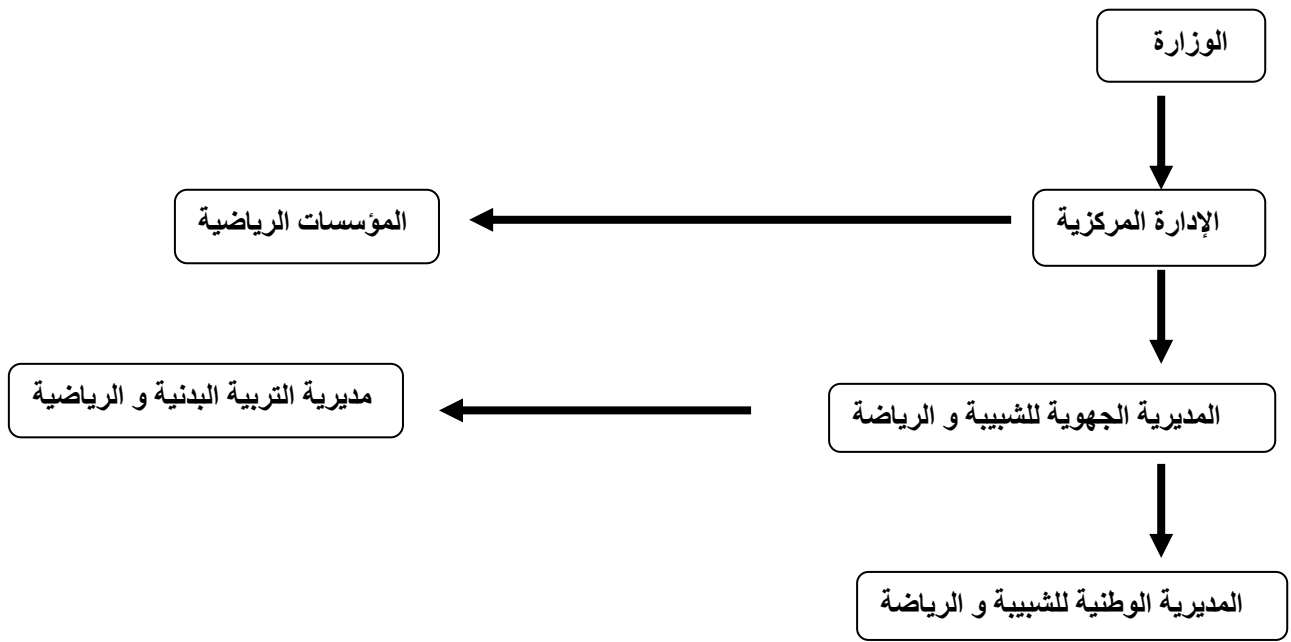 الوزارة
الإدارة المركزية
المؤسسات الرياضية
المديرية الجهوية للشبيبة و الرياضة
مديرية التربية البدنية و الرياضية
المديرية الوطنية للشبيبة و الرياضة